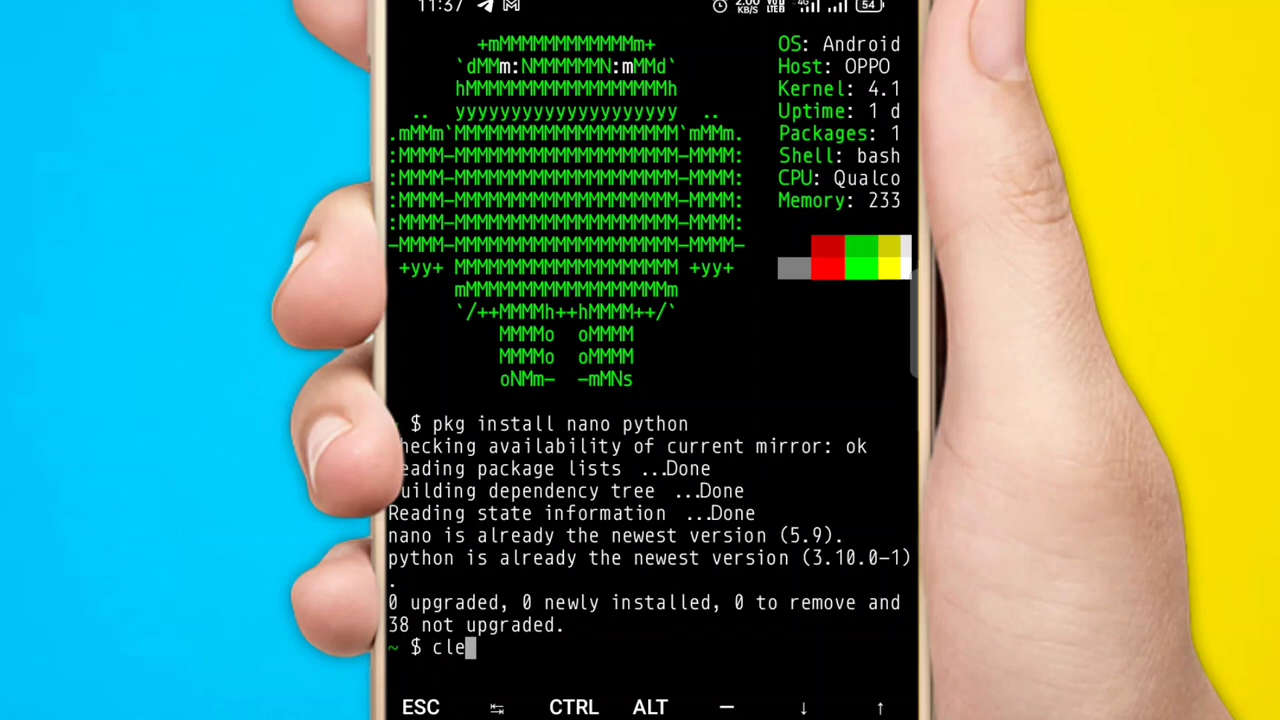 11:37 2.00 KB/S 4G 54
+mMMMMMMMMMMMm+ OS: Android
`dMMm:NMMMMMMN:mMMd` Host: OPPO
hMMMMMMMMMMMMMMMMMMh Kernel: 4.1
.. yyyyyyyyyyyyyyyyyyyy .. Uptime: 1 d
.mMMm`MMMMMMMMMMMMMMMMMMMM`mMMm. Packages: 1
:MMMM-MMMMMMMMMMMMMMMMMMMM-MMMM: Shell: bash
:MMMM-MMMMMMMMMMMMMMMMMMMM-MMMM: CPU: Qualco
:MMMM-MMMMMMMMMMMMMMMMMMMM-MMMM: Memory: 233
:MMMM-MMMMMMMMMMMMMMMMMMMM-MMMM:
-MMMM-MMMMMMMMMMMMMMMMMMMM-MMMM-
+yy+ MMMMMMMMMMMMMMMMMMMM +yy+
mMMMMMMMMMMMMMMMMMMm
`/++MMMMh++hMMMM++/`
MMMMo oMMMM
MMMMo oMMMM
oNMm- -mMNs
$ pkg install nano python
hecking availability of current mirror: ok
eading package lists ...Done
uilding dependency tree ...Done
Reading state information ...Done
nano is already the newest version (5.9).
python is already the newest version (3.10.0-1)
.
0 upgraded, 0 newly installed, 0 to remove and
38 not upgraded.
~ $ cle
ESC ↹ CTRL ALT — ↓ ↑